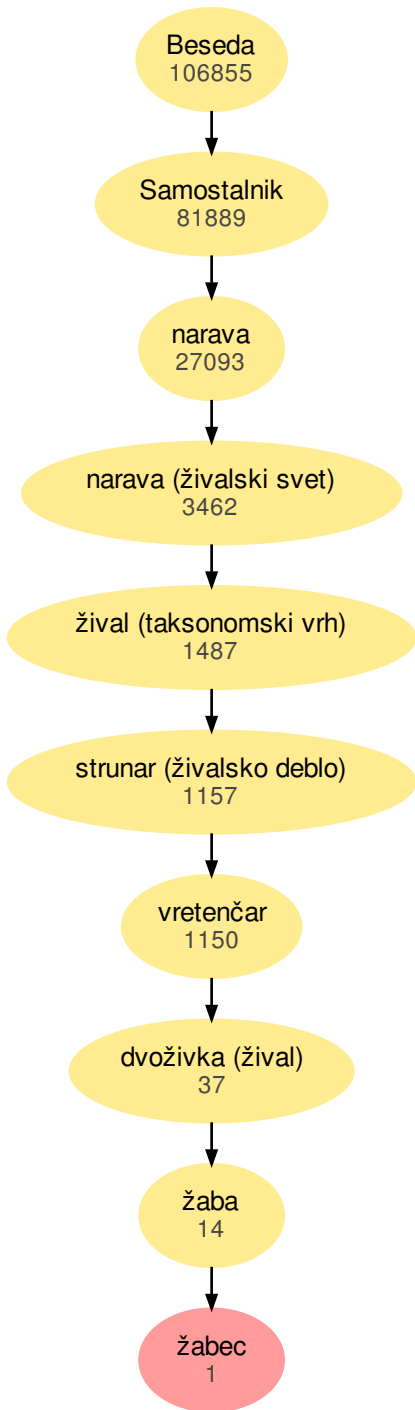 Beseda
106855
Samostalnik
81889
narava
27093
narava (živalski svet)
3462
žival (taksonomski vrh)
1487
strunar (živalsko deblo)
1157
vretenčar
1150
dvoživka (žival)
37
žaba
14
žabec
1